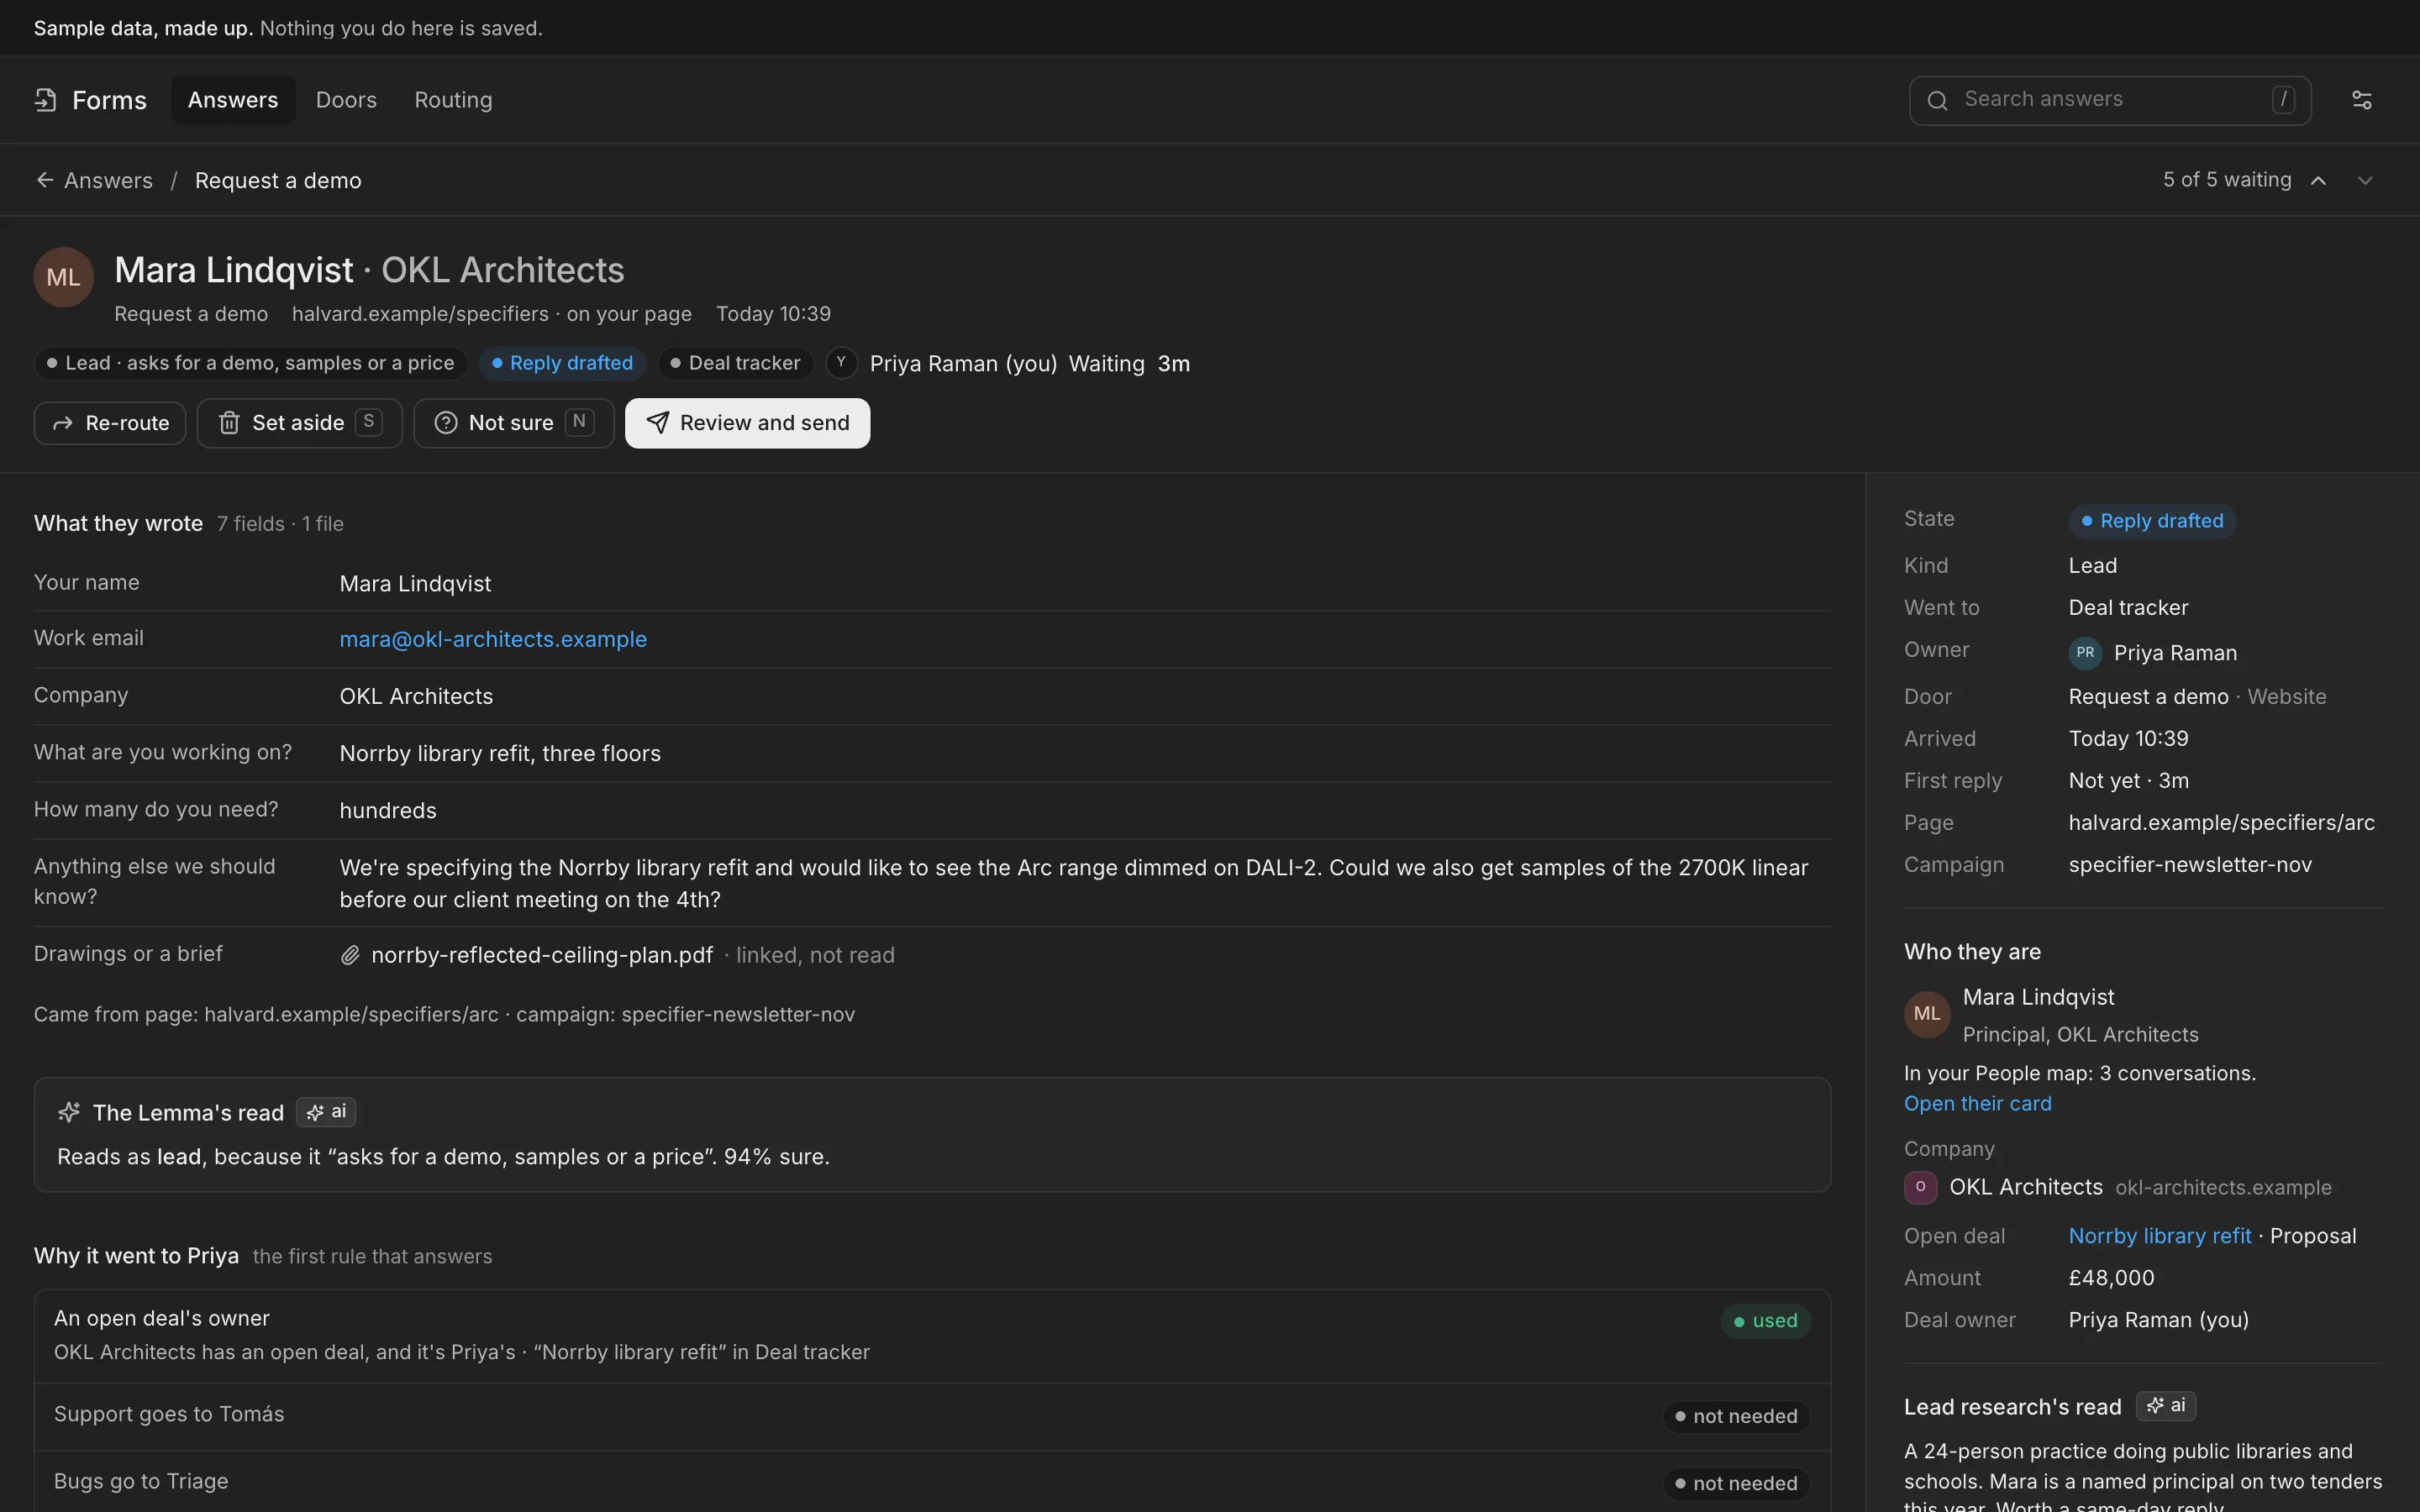 Sample data, made up. Nothing you do here is saved.
Forms
Answers
Doors
Routing
Search answers /
Answers / Request a demo
5 of 5 waiting
ML
Mara Lindqvist · OKL Architects
Request a demo halvard.example/specifiers · on your page Today 10:39
Lead · asks for a demo, samples or a price
Reply drafted
Deal tracker
Y Priya Raman (you) Waiting 3m
Re-route
Set aside S
Not sure N
Review and send
What they wrote 7 fields · 1 file
Your name Mara Lindqvist
Work email mara@okl-architects.example
Company OKL Architects
What are you working on? Norrby library refit, three floors
How many do you need? hundreds
Anything else we should know?
We're specifying the Norrby library refit and would like to see the Arc range dimmed on DALI-2. Could we also get samples of the 2700K linear
before our client meeting on the 4th?
Drawings or a brief norrby-reflected-ceiling-plan.pdf · linked, not read
Came from page: halvard.example/specifiers/arc · campaign: specifier-newsletter-nov
The Lemma's read ai
Reads as lead, because it “asks for a demo, samples or a price”. 94% sure.
Why it went to Priya the first rule that answers
An open deal's owner used
OKL Architects has an open deal, and it's Priya's · “Norrby library refit” in Deal tracker
Support goes to Tomás not needed
Bugs go to Triage not needed
State Reply drafted
Kind Lead
Went to Deal tracker
Owner PR Priya Raman
Door Request a demo · Website
Arrived Today 10:39
First reply Not yet · 3m
Page halvard.example/specifiers/arc
Campaign specifier-newsletter-nov
Who they are
ML Mara Lindqvist
Principal, OKL Architects
In your People map: 3 conversations.
Open their card
Company
O OKL Architects okl-architects.example
Open deal Norrby library refit · Proposal
Amount £48,000
Deal owner Priya Raman (you)
Lead research's read ai
A 24-person practice doing public libraries and
schools. Mara is a named principal on two tenders
this year. Worth a same-day reply.